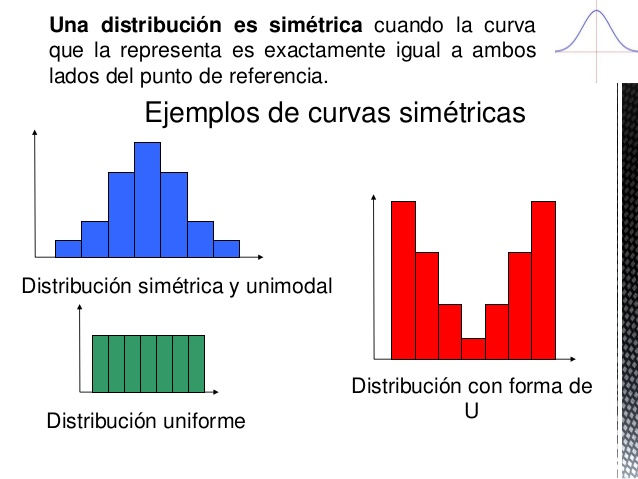 Una distribución es simétrica cuando la curva
que la representa es exactamente igual a ambos
lados del punto de referencia.
Ejemplos de curvas simétricas
Distribución simétrica y unimodal
Distribución uniforme
Distribución con forma de
U